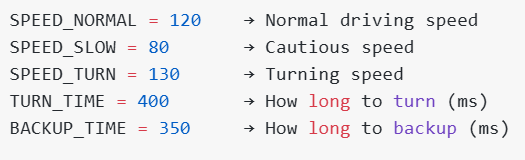 SPEED_NORMAL = 120 → Normal driving speed
SPEED_SLOW = 80 → Cautious speed
SPEED_TURN = 130 → Turning speed
TURN_TIME = 400 → How long to turn (ms)
BACKUP_TIME = 350 → How long to backup (ms)